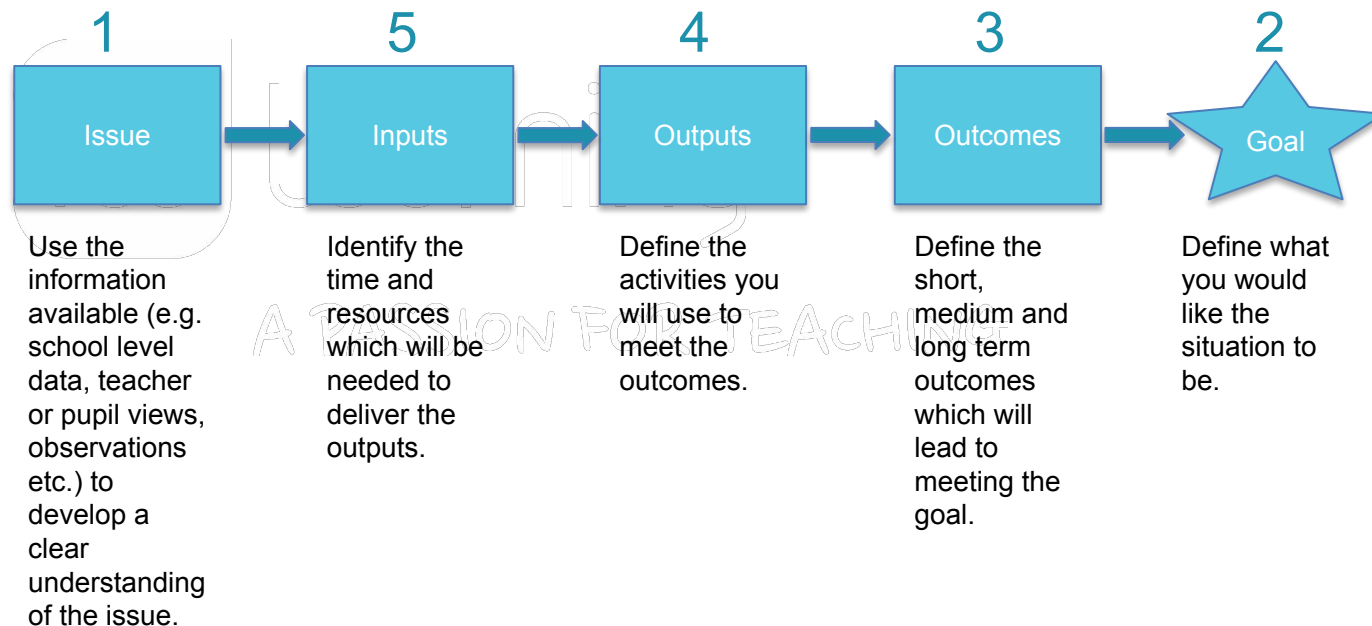 1
5
4
3
2
Issue
Inputs
Outputs
Outcomes
Goal
Use the
information
available (e.g.
school level
data, teacher
or pupil views,
observations
etc.) to
develop a
clear
understanding
of the issue.
Identify the
time and
resources
which will be
needed to
deliver the
outputs.
Define the
activities you
will use to
meet the
outcomes.
Define the
short,
medium and
long term
outcomes
which will
lead to
meeting the
goal.
Define what
you would
like the
situation to
be.
A PASSION FOR TEACHING